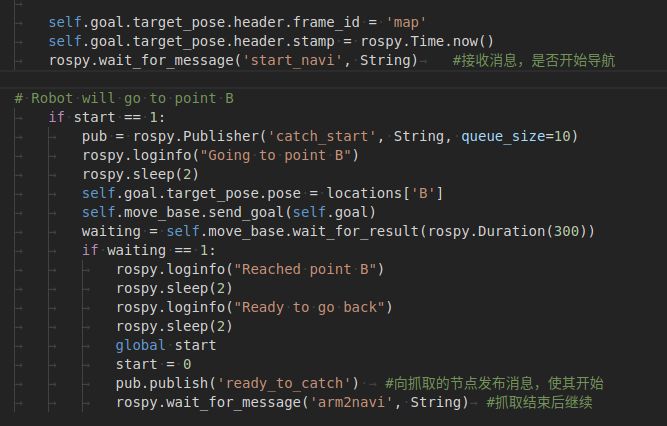 self.goal.target_pose.header.frame_id = 'map'
self.goal.target_pose.header.stamp = rospy.Time.now()
rospy.wait_for_message('start_navi', String) #接收消息，是否开始导航
# Robot will go to point B
if start == 1:
pub = rospy.Publisher('catch_start', String, queue_size=10)
rospy.loginfo("Going to point B")
rospy.sleep(2)
self.goal.target_pose.pose = locations['B']
self.move_base.send_goal(self.goal)
waiting = self.move_base.wait_for_result(rospy.Duration(300))
if waiting == 1:
rospy.loginfo("Reached point B")
rospy.sleep(2)
rospy.loginfo("Ready to go back")
rospy.sleep(2)
global start
start = 0
pub.publish('ready_to_catch') #向抓取的节点发布消息，使其开始
rospy.wait_for_message('arm2navi', String) #抓取结束后继续